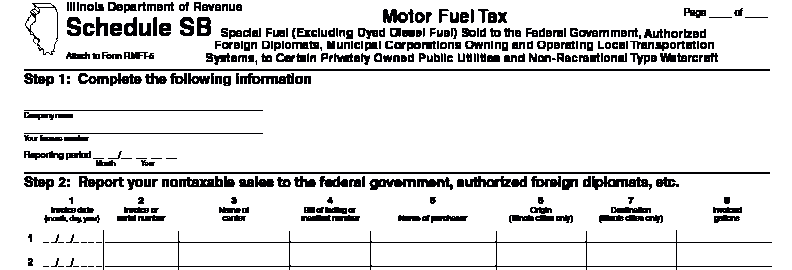 Illinois Department of Revenue
Schedule SB
Attach to Form RMFT-5
Motor Fuel Tax
Page ____ of ____
Special Fuel (Excluding Dyed Diesel Fuel) Sold to the Federal Government, Authorized
Foreign Diplomats, Municipal Corporations Owning and Operating Local Transportation
Systems, to Certain Privately Owned Public Utilities and Non-Recreational Type Watercraft
Step 1: Complete the following information
Company name
Your license number
Reporting period __ __/__ __ __ __
Month Year
Step 2: Report your nontaxable sales to the federal government, authorized foreign diplomats, etc.
1 2 3 4 5 6 7 8
Invoice date Invoice or Name of Bill of lading or Name of purchaser Origin Destination Invoiced
(month, day, year) serial number carrier manifest number (Illinois cities only) (Illinois cities only) gallons
1 __/__/____
2 __/__/____